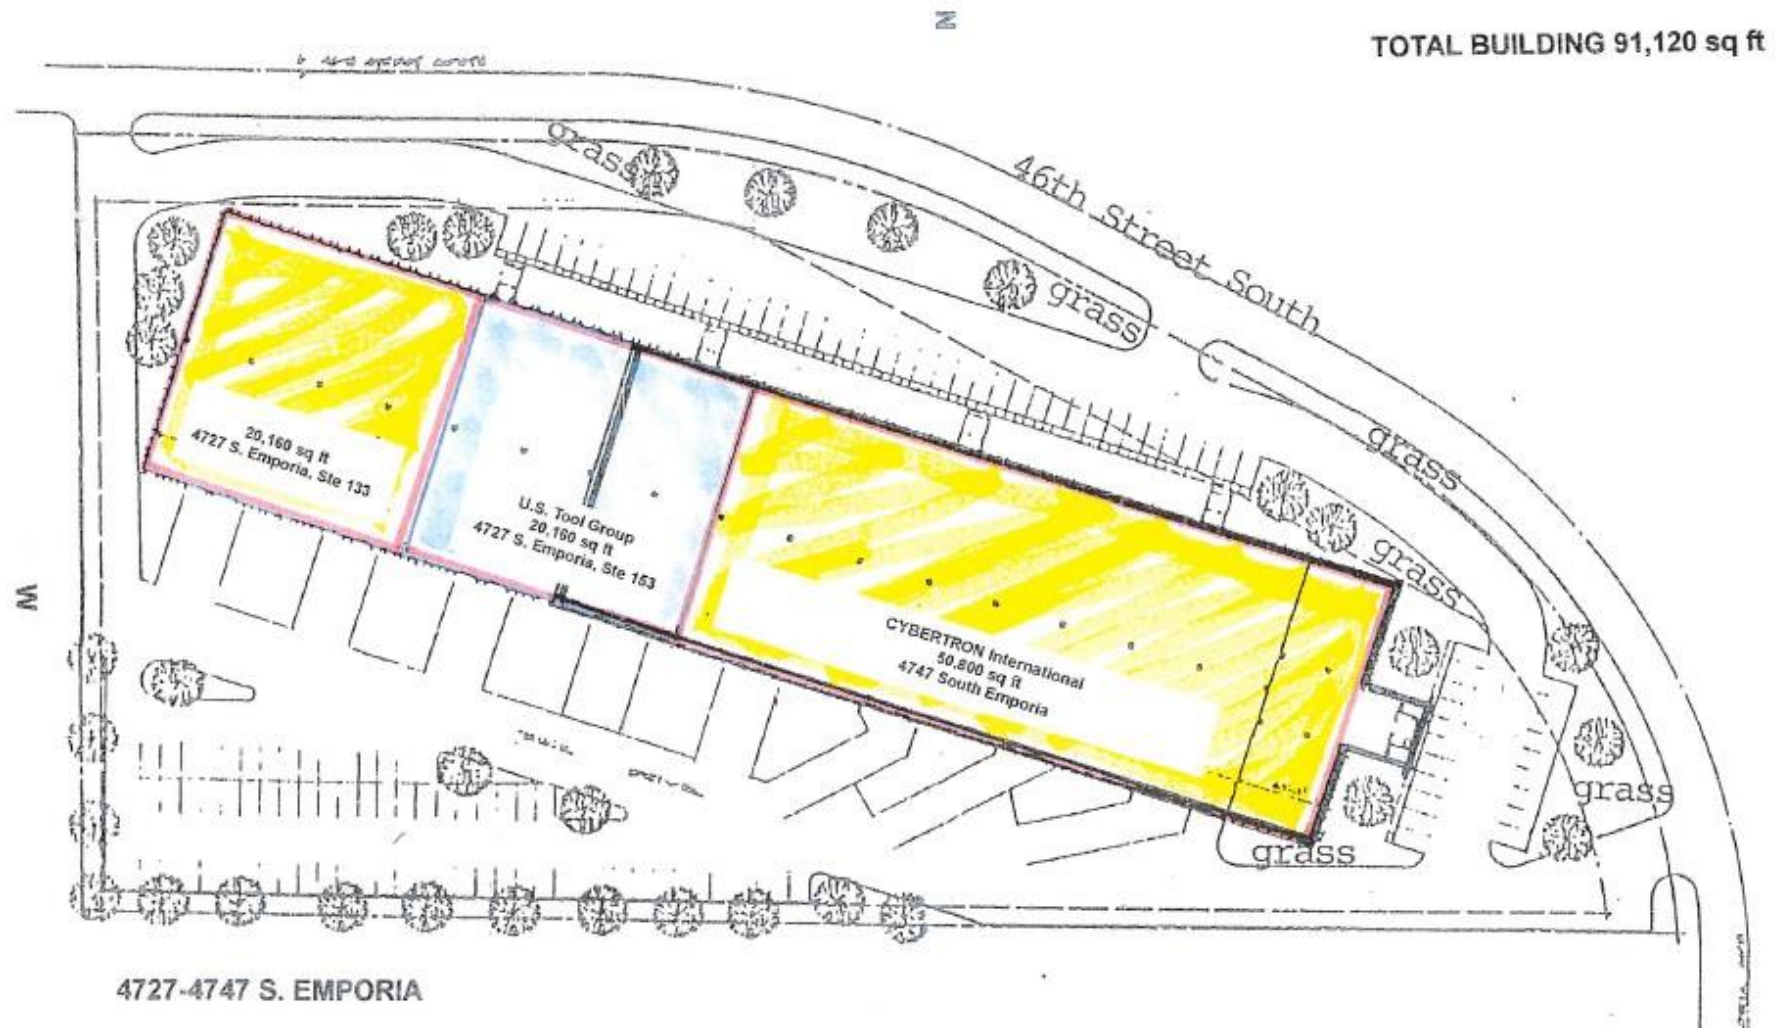 N
TOTAL BUILDING 91,120 sq ft
46th Street South
grass
grass
grass
grass
grass
grass
W
20,160 sq ft
4727 S. Emporia, Ste 133
U.S. Tool Group
20,160 sq ft
4727 S. Emporia, Ste 153
CYBERTRON International
50,800 sq ft
4747 South Emporia
4727-4747 S. EMPORIA